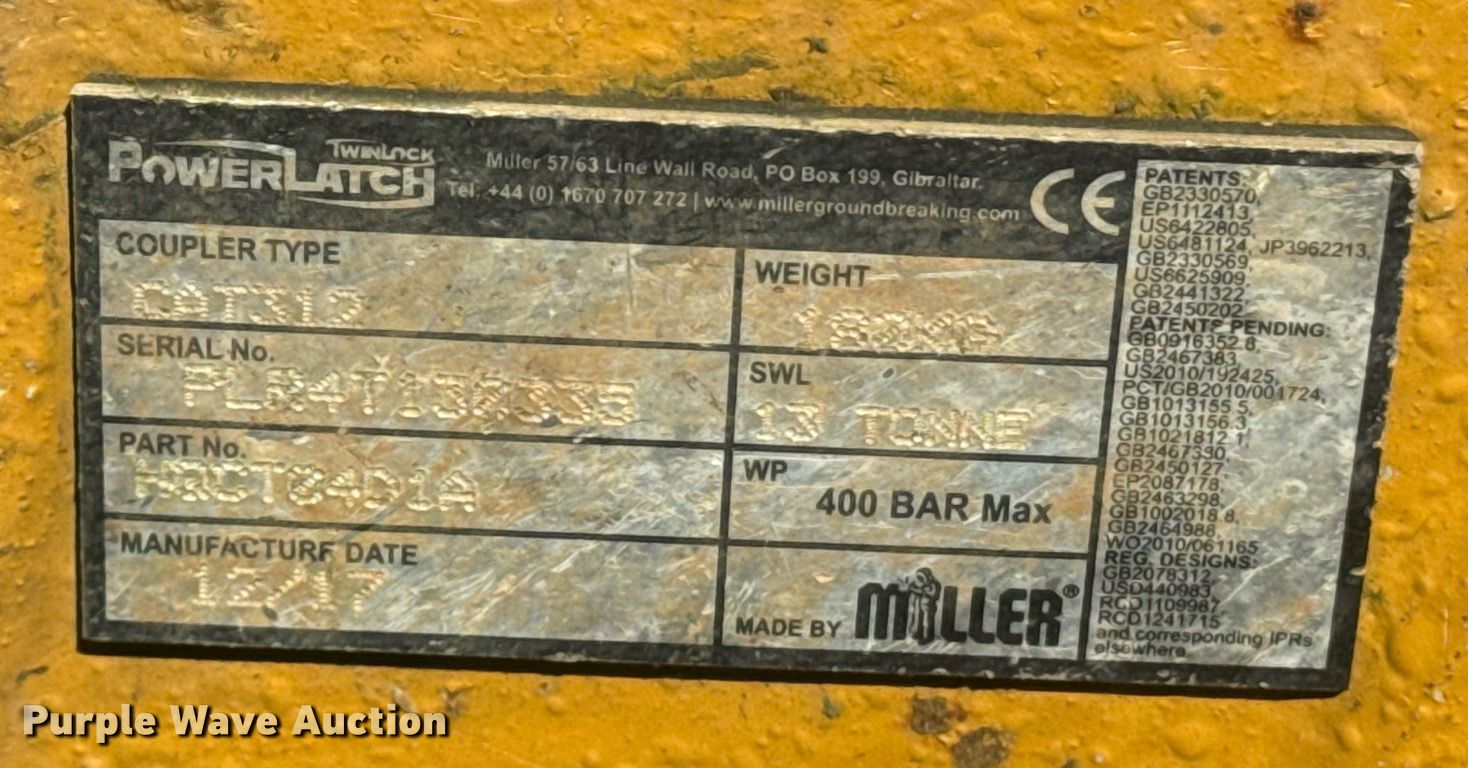 TWINLOCK
POWERLATCH
Miller 57/63 Line Wall Road, PO Box 199, Gibraltar.
Tel: +44 (0) 1670 707 272 | www.millergroundbreaking.com
CE
COUPLER TYPE
CAT312
SERIAL No.
PART No.
MANUFACTURE DATE
12/17
WEIGHT
SWL
13 TONNE
WP
400 BAR Max
MADE BY MILLER®
PATENTS:
GB2330570,
EP1112413,
US6422805,
US6481124, JP3962213,
GB2330569,
US6625909,
GB2441322,
GB2450202
PATENTS PENDING:
GB0916352.8,
GB2467383,
US2010/192425,
PCT/GB2010/001724,
GB1013155.5,
GB1013156.3,
GB1021812.1,
GB2467330,
GB2450127,
EP2087178,
GB2463298,
GB1002018.8,
GB2464988,
WO2010/061165
REG. DESIGNS:
GB2078312,
USD440983,
RCD1109987,
RCD1241715
and corresponding IPRs
elsewhere
Purple Wave Auction